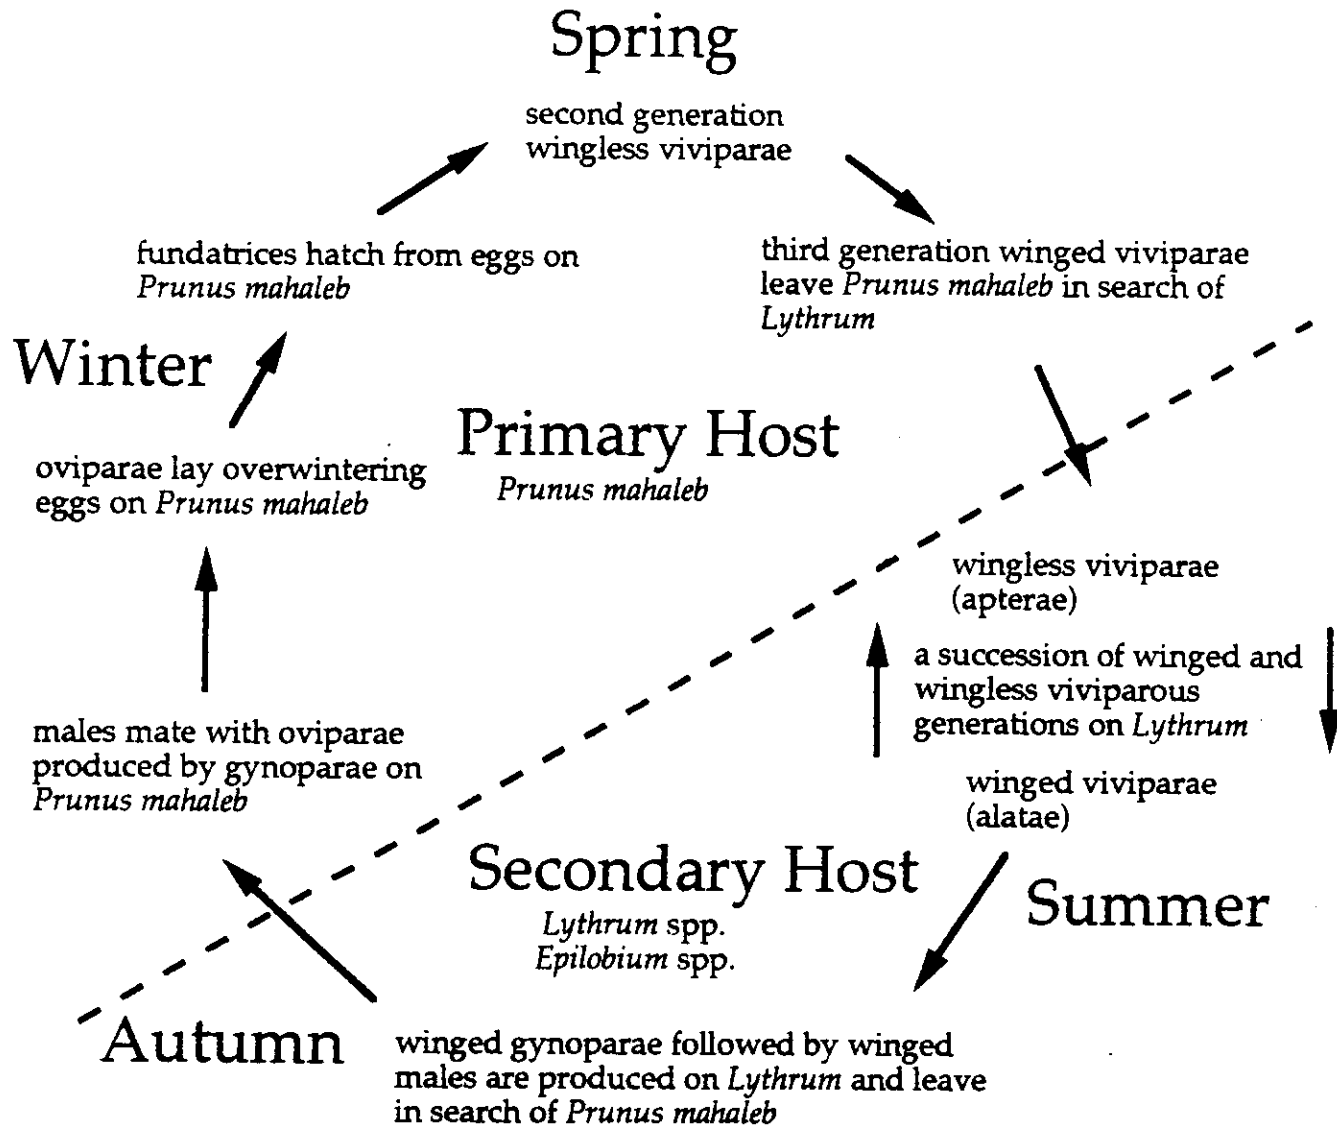 Spring
second generation
wingless viviparae
fundatrices hatch from eggs on
Prunus mahaleb
third generation winged viviparae
leave Prunus mahaleb in search of
Lythrum
Winter
Primary Host
Prunus mahaleb
oviparae lay overwintering
eggs on Prunus mahaleb
wingless viviparae
(apterae)
a succession of winged and
wingless viviparous
generations on Lythrum
males mate with oviparae
produced by gynoparae on
Prunus mahaleb
winged viviparae
(alatae)
Secondary Host
Lythrum spp.
Epilobium spp.
Summer
Autumn
winged gynoparae followed by winged
males are produced on Lythrum and leave
in search of Prunus mahaleb